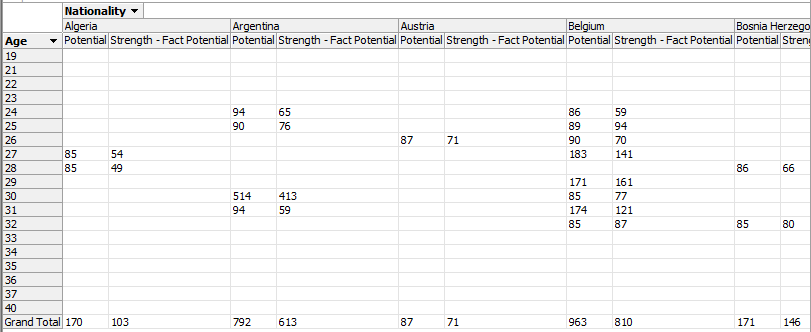 Nationality
Algeria Argentina Austria Belgium Bosnia Herzego
Age Potential Strength - Fact Potential Potential Strength - Fact Potential Potential Strength - Fact Potential Potential Strength - Fact Potential Potential Stren
19
21
22
23
24 94 65 86 59
25 90 76 89 94
26 87 71 90 70
27 85 54 183 141
28 85 49 86 66
29 171 161
30 514 413 85 77
31 94 59 174 121
32 85 87 85 80
33
34
35
36
37
40
Grand Total 170 103 792 613 87 71 963 810 171 146